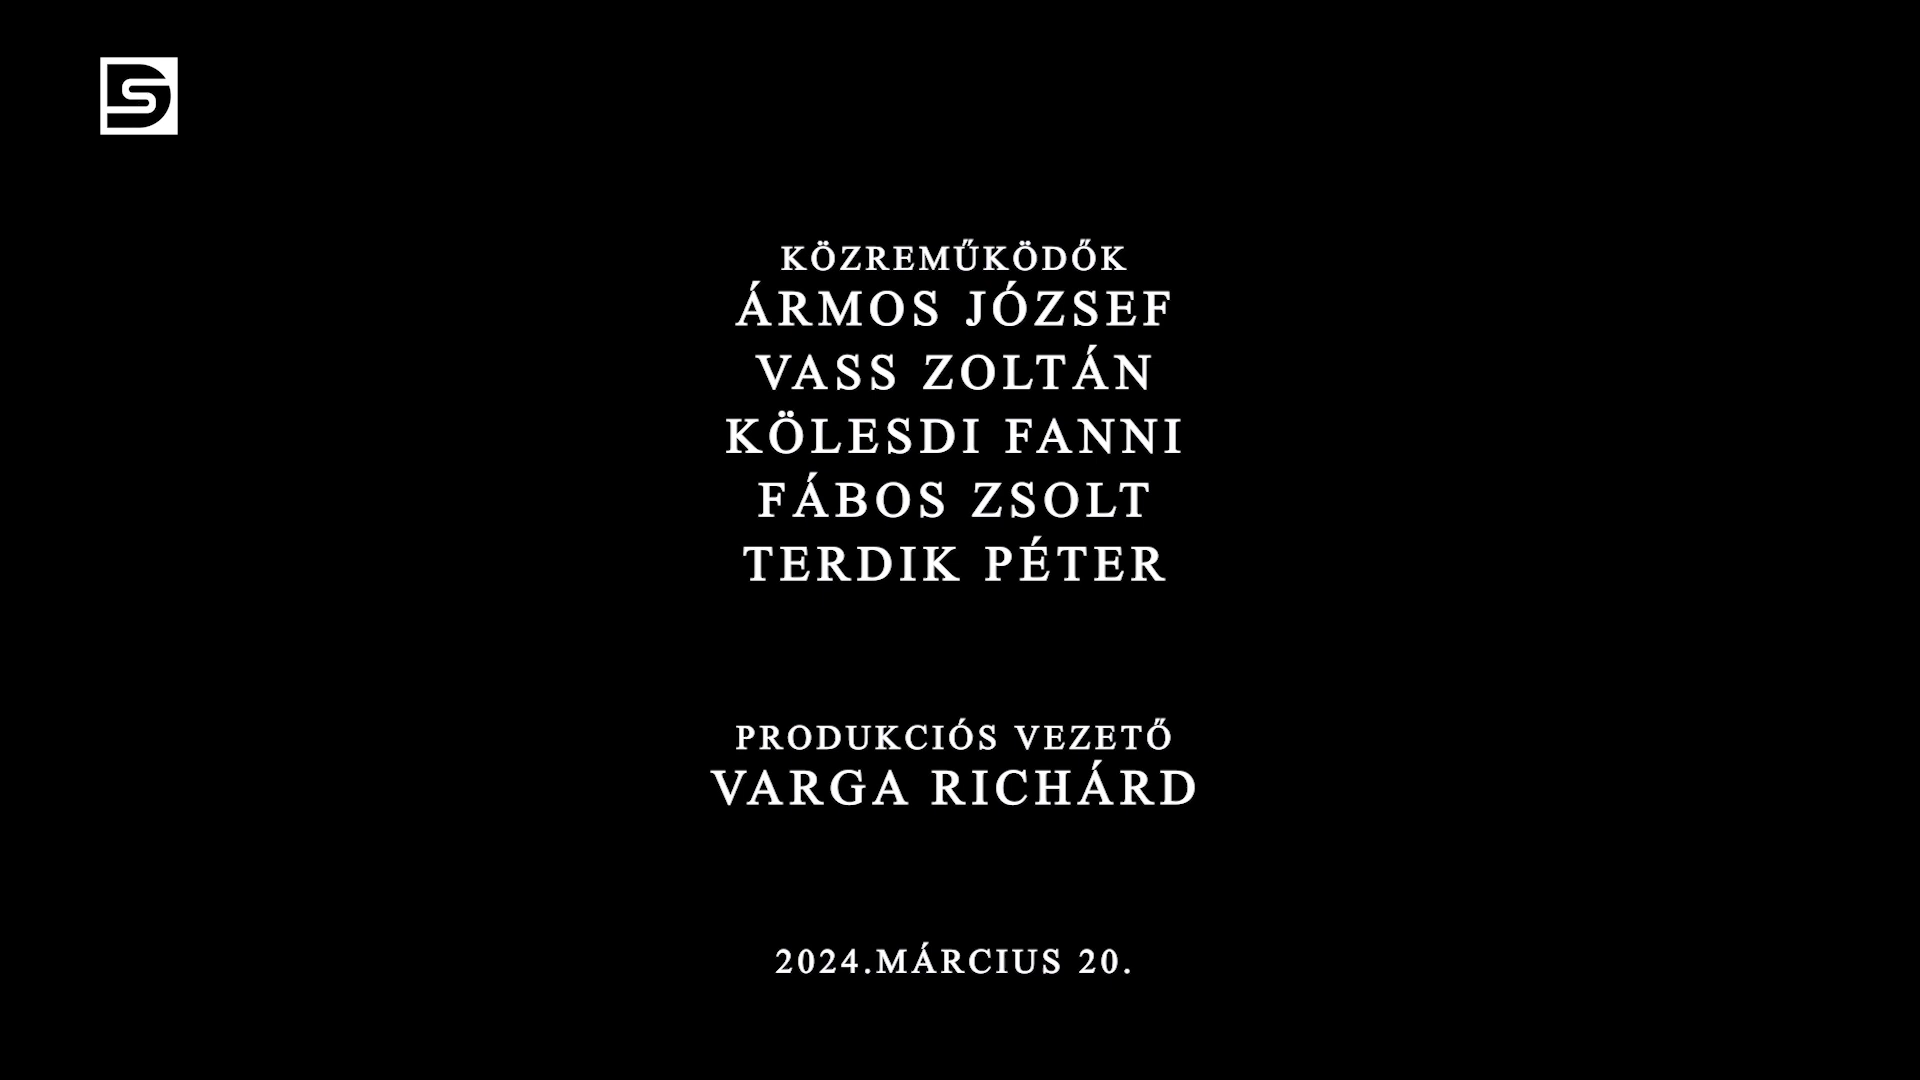 KÖZREMŰKÖDŐK
ÁRMOS JÓZSEF
VASS ZOLTÁN
KÖLESDI FANNI
FÁBOS ZSOLT
TERDIK PÉTER
PRODUKCIÓS VEZETŐ
VARGA RICHÁRD
2024.MÁRCIUS 20.